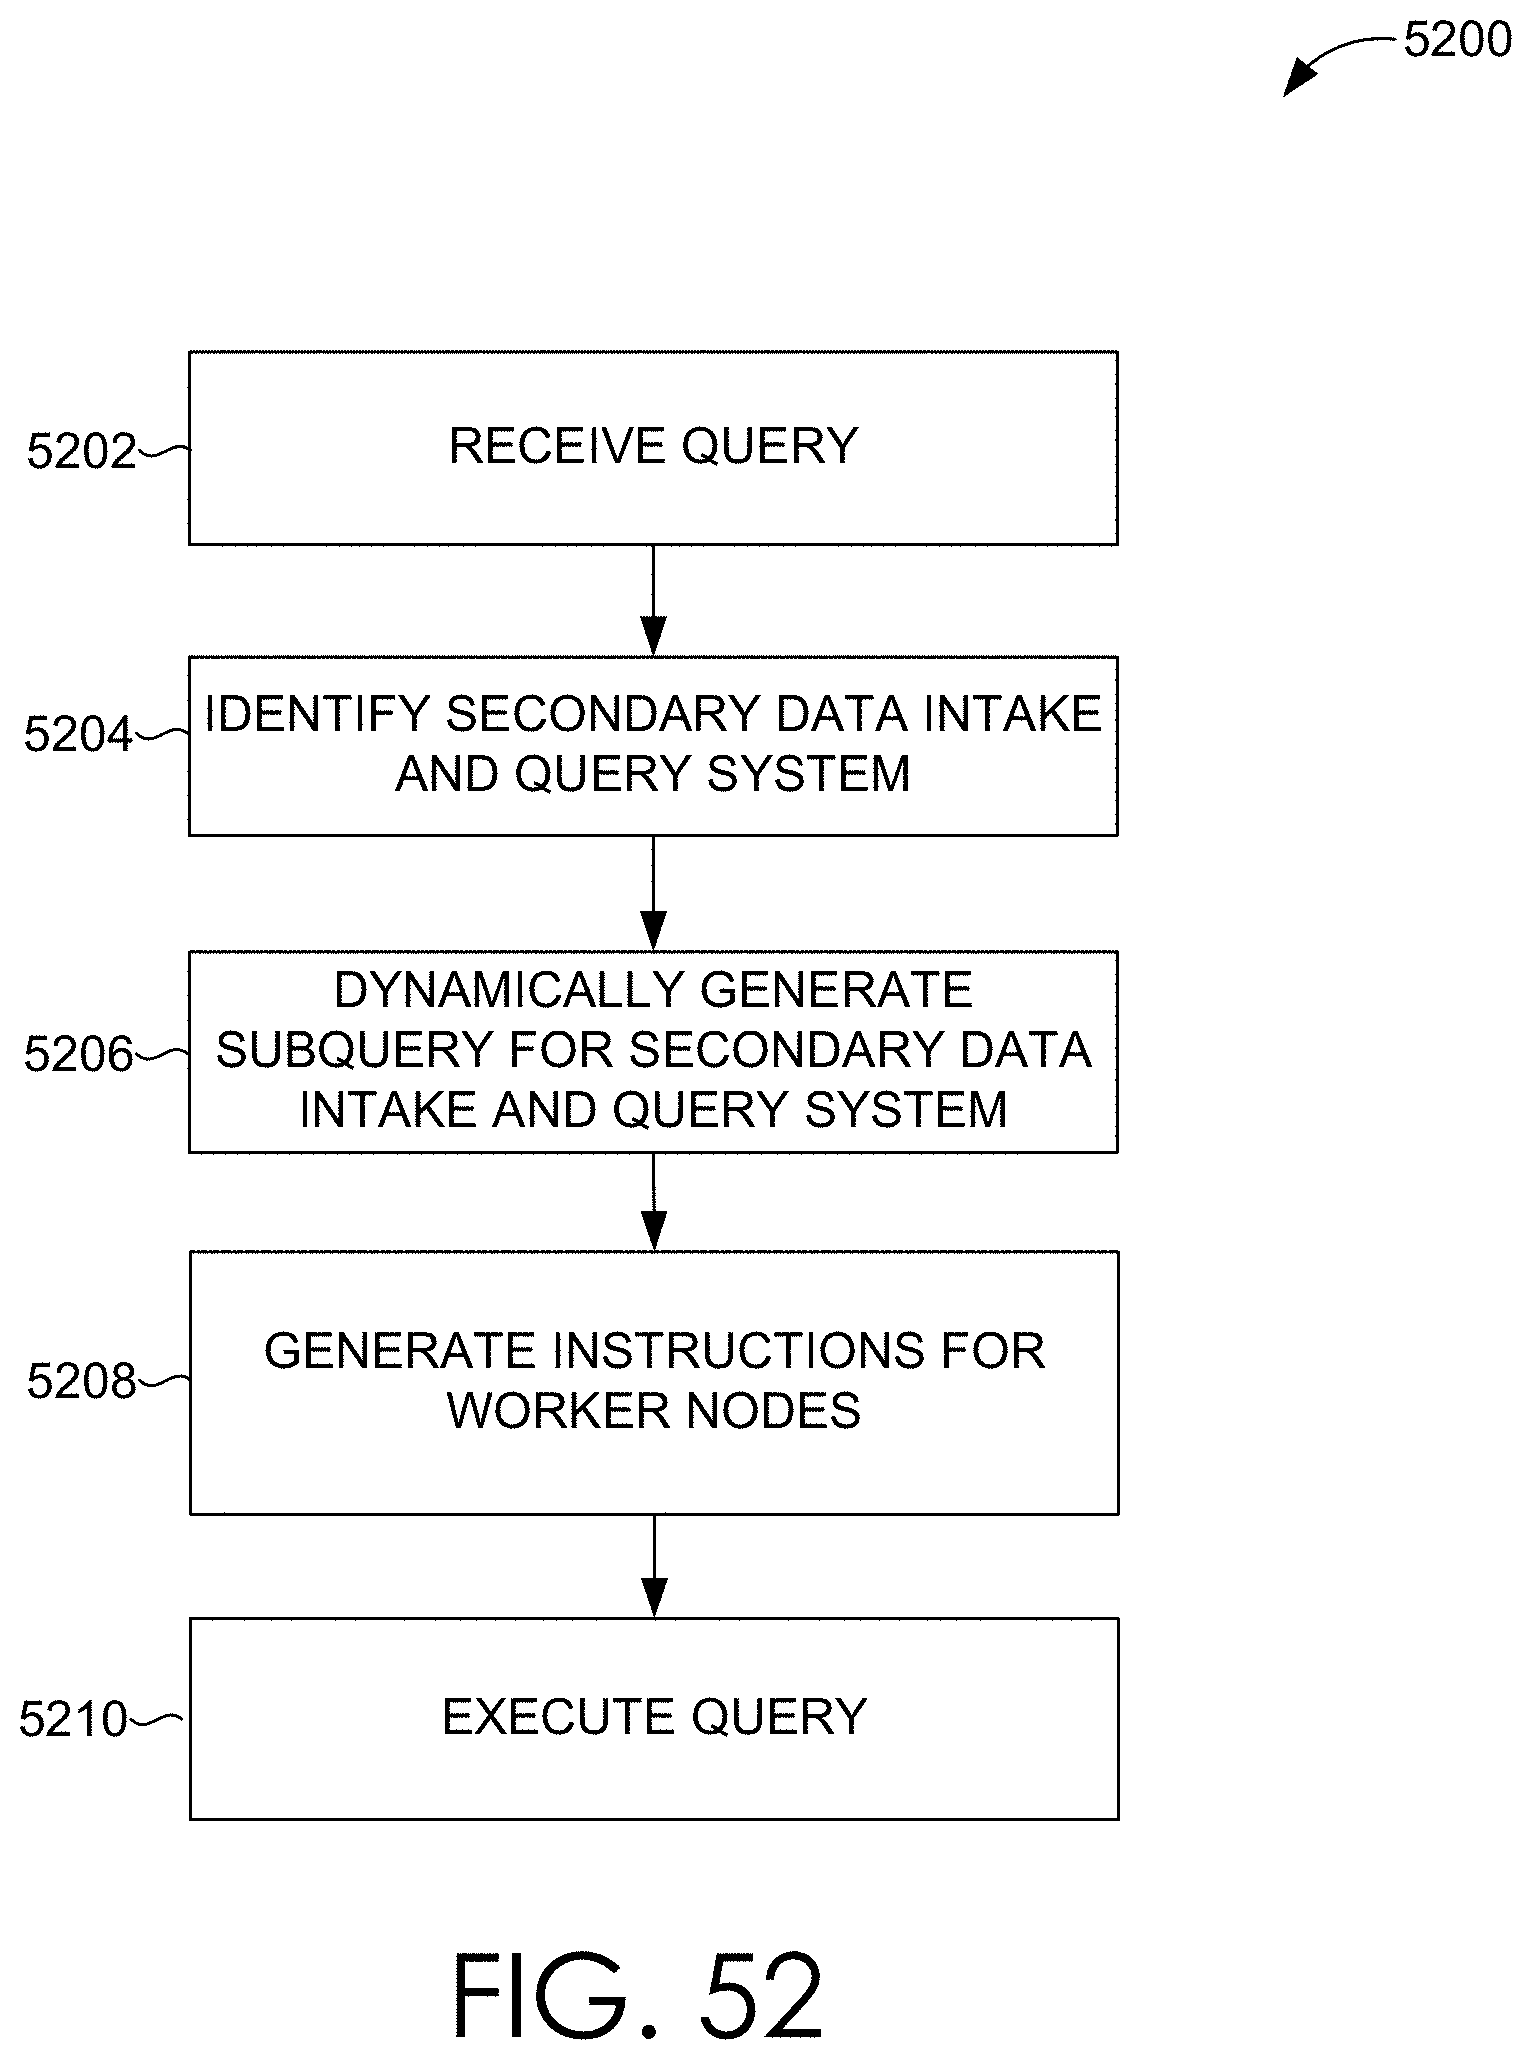 5200
5202
RECEIVE QUERY
5204
IDENTIFY SECONDARY DATA INTAKE
AND QUERY SYSTEM
5206
DYNAMICALLY GENERATE
SUBQUERY FOR SECONDARY DATA
INTAKE AND QUERY SYSTEM
5208
GENERATE INSTRUCTIONS FOR
WORKER NODES
5210
EXECUTE QUERY
FIG. 52